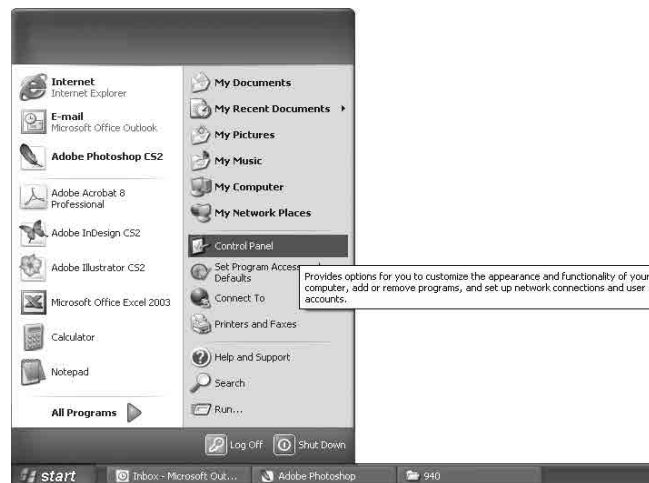 Internet
Internet Explorer
E-mail
Microsoft Office Outlook
Adobe Photoshop CS2
Adobe Acrobat 8
Professional
Adobe InDesign CS2
Adobe Illustrator CS2
Microsoft Office Excel 2003
Calculator
Notepad
All Programs
My Documents
My Recent Documents
My Pictures
My Music
My Computer
My Network Places
Control Panel
Set Program Access
Defaults
Provides options for you to customize the appearance and functionality of your
computer, add or remove programs, and set up network connections and user
accounts.
Connect To
Printers and Faxes
Help and Support
Search
Run...
Log Off
Shut Down
start
Inbox - Microsoft Out...
Adobe Photoshop
940